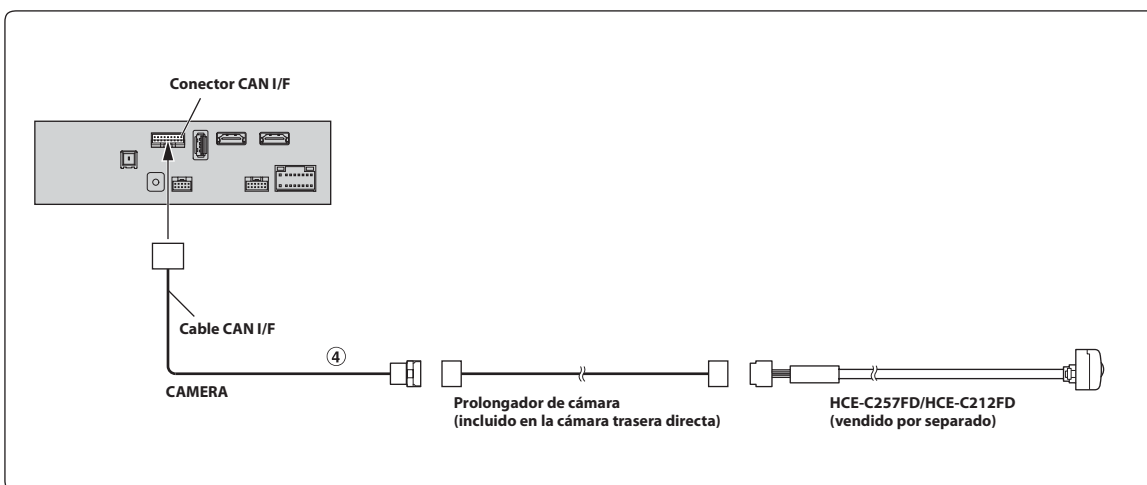 Conector CAN I/F
Cable CAN I/F
④
CAMERA
Prolongador de cámara
(incluido en la cámara trasera directa)
HCE-C257FD/HCE-C212FD
(vendido por separado)